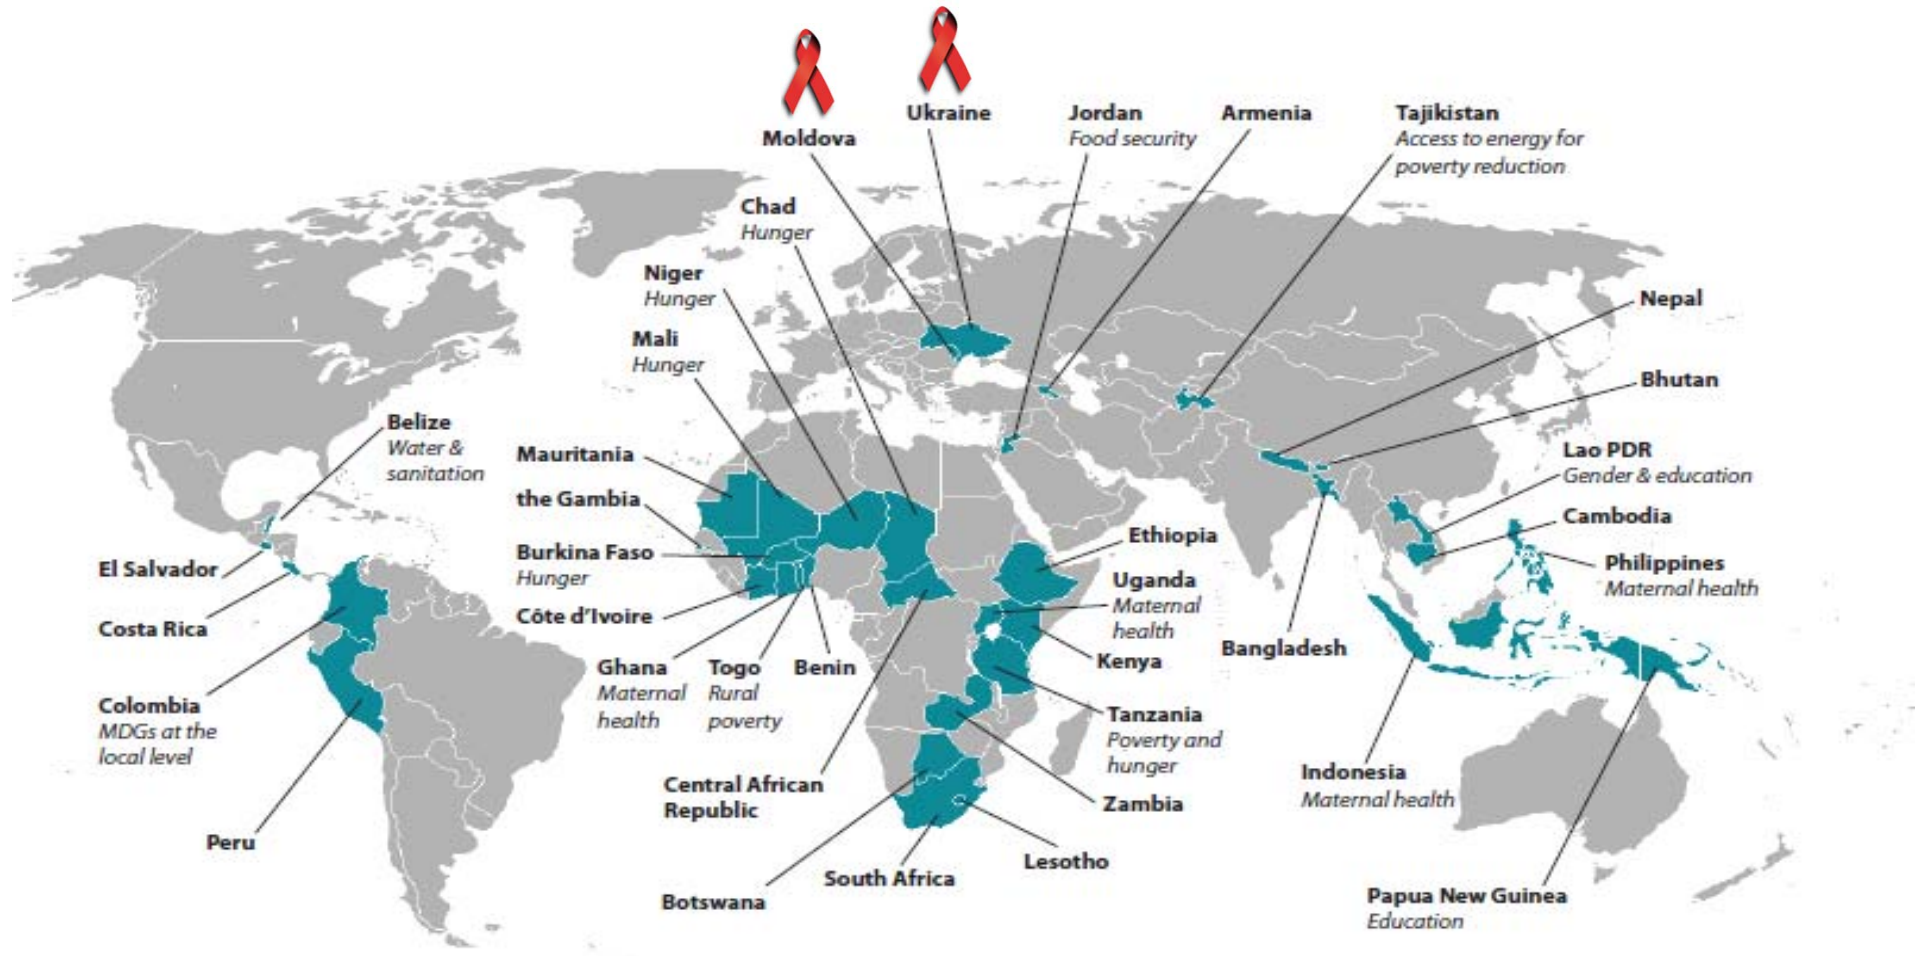 Ukraine
Moldova
Jordan
Food security
Armenia
Tajikistan
Access to energy for
poverty reduction
Chad
Hunger
Niger
Hunger
Mali
Hunger
Nepal
Bhutan
Belize
Water &
sanitation
Mauritania
the Gambia
Burkina Faso
Hunger
Côte d'Ivoire
Lao PDR
Gender & education
Cambodia
Philippines
Maternal health
Ethiopia
Uganda
Maternal
health
Kenya
Bangladesh
El Salvador
Costa Rica
Colombia
MDGs at the
local level
Peru
Ghana
Maternal
health
Togo
Rural
poverty
Benin
Tanzania
Poverty and
hunger
Central African
Republic
Zambia
Lesotho
South Africa
Botswana
Indonesia
Maternal health
Papua New Guinea
Education